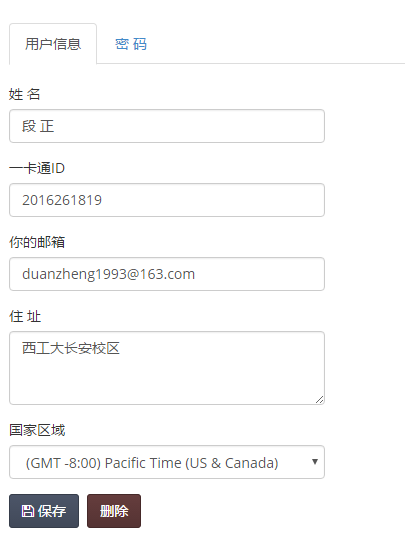 用户信息 密 码
姓 名
段 正
一卡通ID
2016261819
你的邮箱
duanzheng1993@163.com
住 址
西工大长安校区
国家区域
(GMT -8:00) Pacific Time (US & Canada)
保存 删除